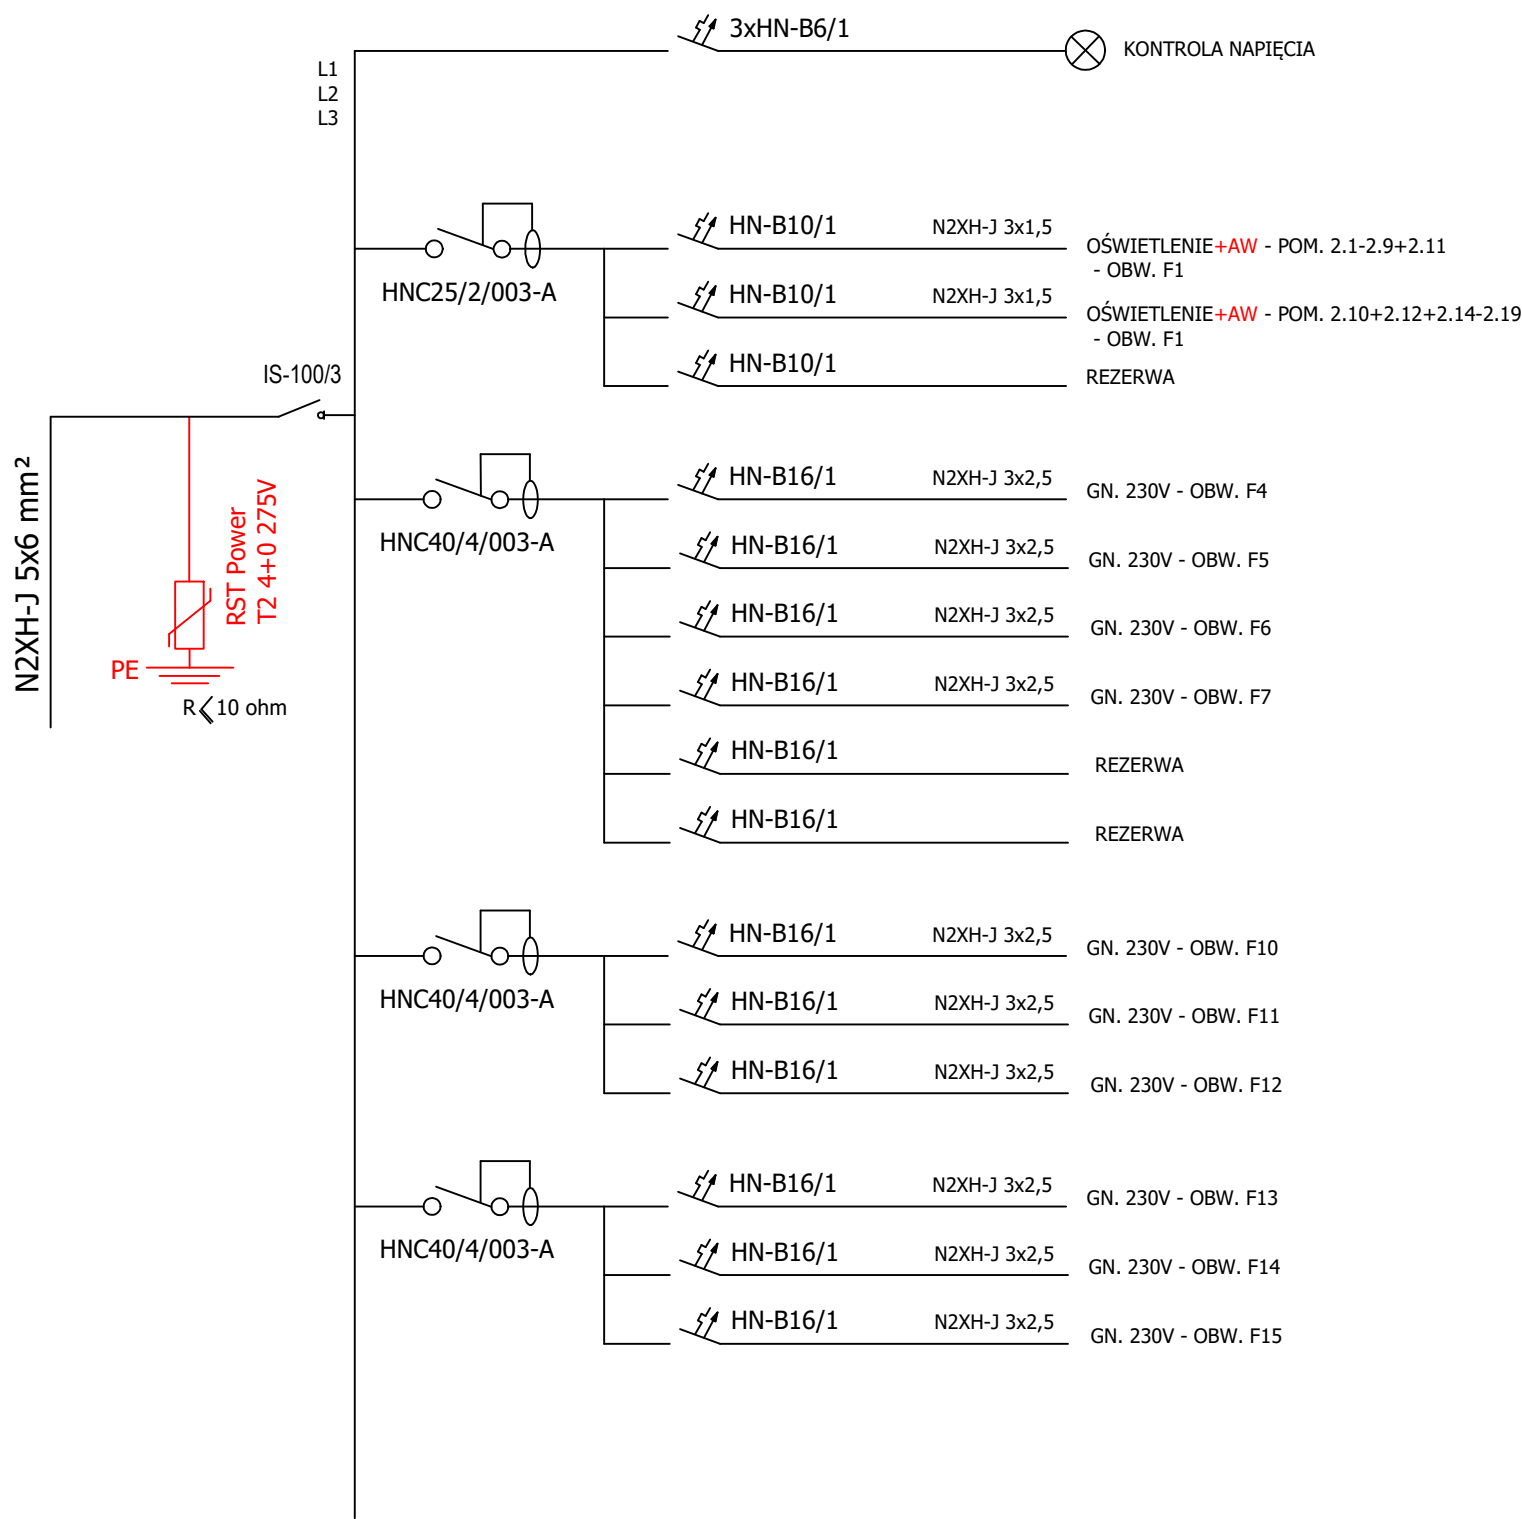 3xHN-B6/1
KONTROLA NAPIĘCIA
L1
L2
L3
HNC25/2/003-A
HN-B10/1
N2XH-J 3x1,5
OŚWIETLENIE+AW - POM. 2.1-2.9+2.11
- OBW. F1
HN-B10/1
N2XH-J 3x1,5
OŚWIETLENIE+AW - POM. 2.10+2.12+2.14-2.19
- OBW. F1
HN-B10/1
REZERWA
IS-100/3
N2XH-J 5x6 mm²
RST Power
T2 4+0 275V
PE
R⩽10 ohm
HNC40/4/003-A
HN-B16/1
N2XH-J 3x2,5
GN. 230V - OBW. F4
HN-B16/1
N2XH-J 3x2,5
GN. 230V - OBW. F5
HN-B16/1
N2XH-J 3x2,5
GN. 230V - OBW. F6
HN-B16/1
N2XH-J 3x2,5
GN. 230V - OBW. F7
HN-B16/1
REZERWA
HN-B16/1
REZERWA
HNC40/4/003-A
HN-B16/1
N2XH-J 3x2,5
GN. 230V - OBW. F10
HN-B16/1
N2XH-J 3x2,5
GN. 230V - OBW. F11
HN-B16/1
N2XH-J 3x2,5
GN. 230V - OBW. F12
HNC40/4/003-A
HN-B16/1
N2XH-J 3x2,5
GN. 230V - OBW. F13
HN-B16/1
N2XH-J 3x2,5
GN. 230V - OBW. F14
HN-B16/1
N2XH-J 3x2,5
GN. 230V - OBW. F15